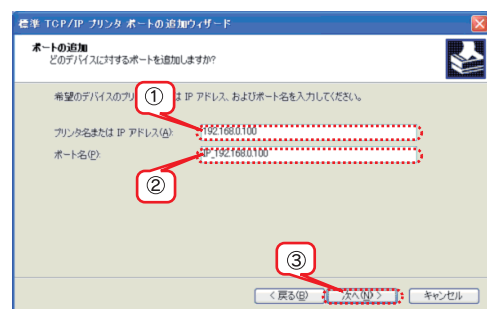 標準 TCP/IP プリンタ ポートの追加ウィザード
ポートの追加
どのデバイスに対するポートを追加しますか?
希望のデバイスのプリ ① は IP アドレス、およびポート名を入力してください。
プリンタ名または IP アドレス(A): 192.168.0.100
ポート名(P): IP_192.168.0.100
②
③
< 戻る(B) 次へ(N) > キャンセル